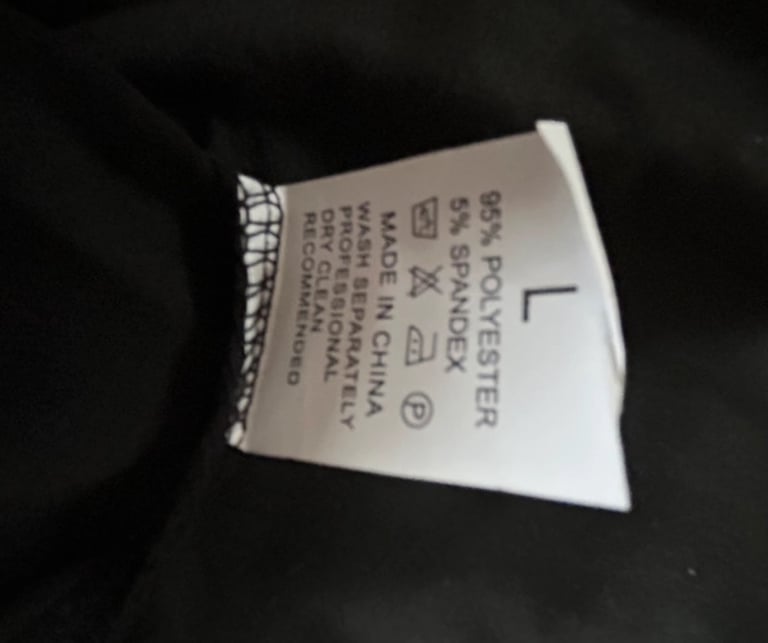 L
95% POLYESTER
5% SPANDEX
P
MADE IN CHINA
WASH SEPARATELY
PROFESSIONAL
DRY CLEAN
RECOMMENDED